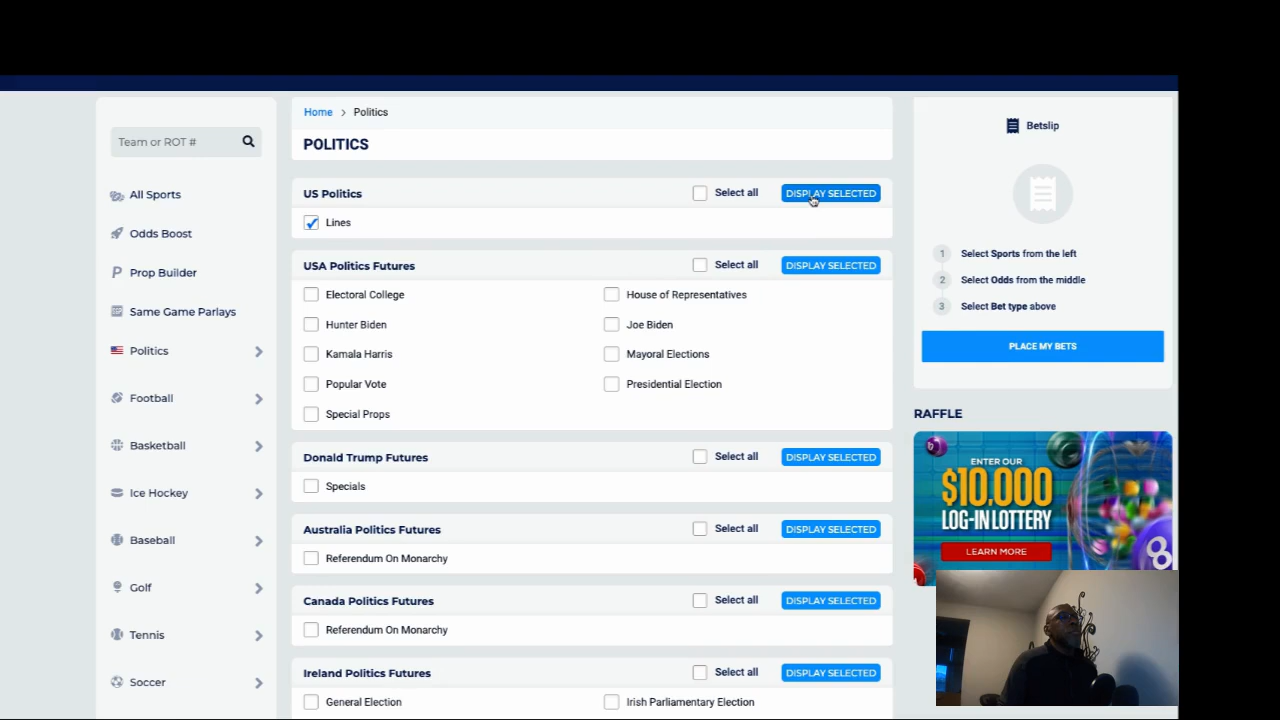 Team or ROT #
All Sports
Odds Boost
Prop Builder
Same Game Parlays
Politics
Football
Basketball
Ice Hockey
Baseball
Golf
Tennis
Soccer
Home > Politics
POLITICS
US Politics Select all DISPLAY SELECTED
Lines
USA Politics Futures Select all DISPLAY SELECTED
Electoral College House of Representatives
Hunter Biden Joe Biden
Kamala Harris Mayoral Elections
Popular Vote Presidential Election
Special Props
Donald Trump Futures Select all DISPLAY SELECTED
Specials
Australia Politics Futures Select all DISPLAY SELECTED
Referendum On Monarchy
Canada Politics Futures Select all DISPLAY SELECTED
Referendum On Monarchy
Ireland Politics Futures Select all DISPLAY SELECTED
General Election Irish Parliamentary Election
Betslip
1 Select Sports from the left
2 Select Odds from the middle
3 Select Bet type above
PLACE MY BETS
RAFFLE
ENTER OUR
$10,000
LOG-IN LOTTERY
LEARN MORE
8